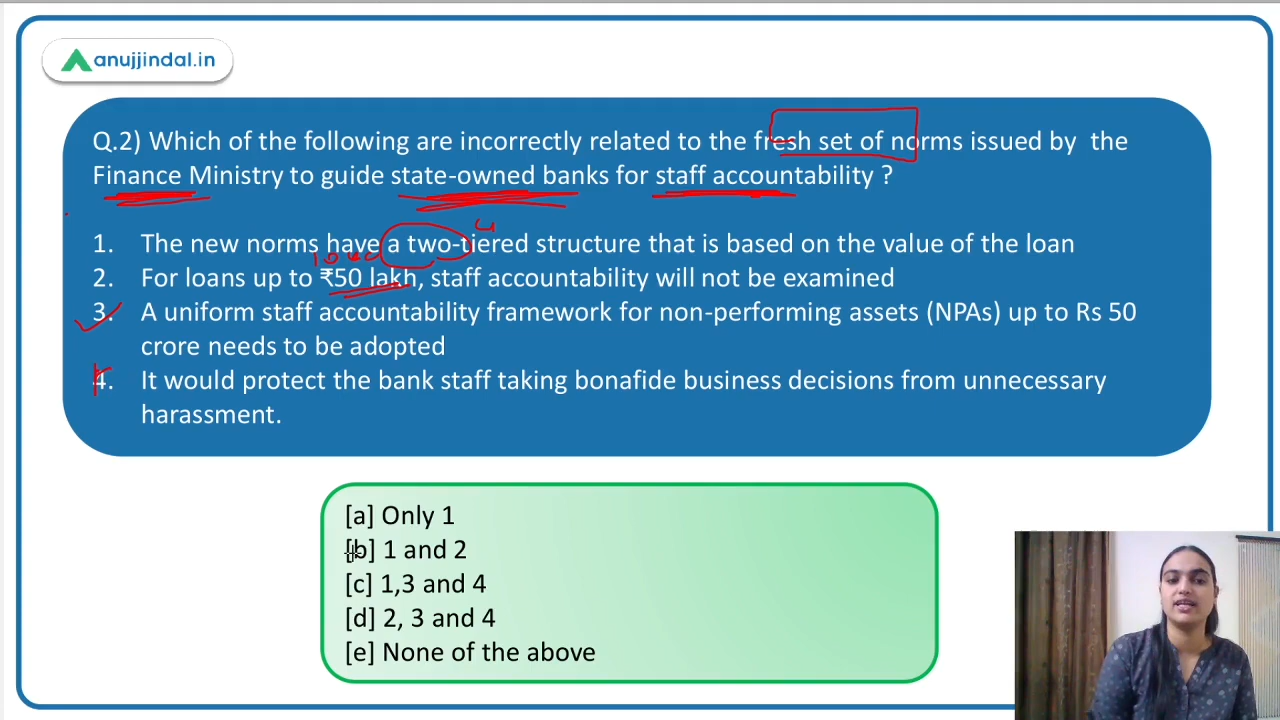 anujjindal.in
Q.2) Which of the following are incorrectly related to the fresh set of norms issued by the
Finance Ministry to guide state-owned banks for staff accountability ?
4
1. The new norms have a two-tiered structure that is based on the value of the loan
2. For loans up to ₹50 lakh, staff accountability will not be examined
3. A uniform staff accountability framework for non-performing assets (NPAs) up to Rs 50
crore needs to be adopted
4. It would protect the bank staff taking bonafide business decisions from unnecessary
harassment.
[a] Only 1
[b] 1 and 2
[c] 1,3 and 4
[d] 2, 3 and 4
[e] None of the above